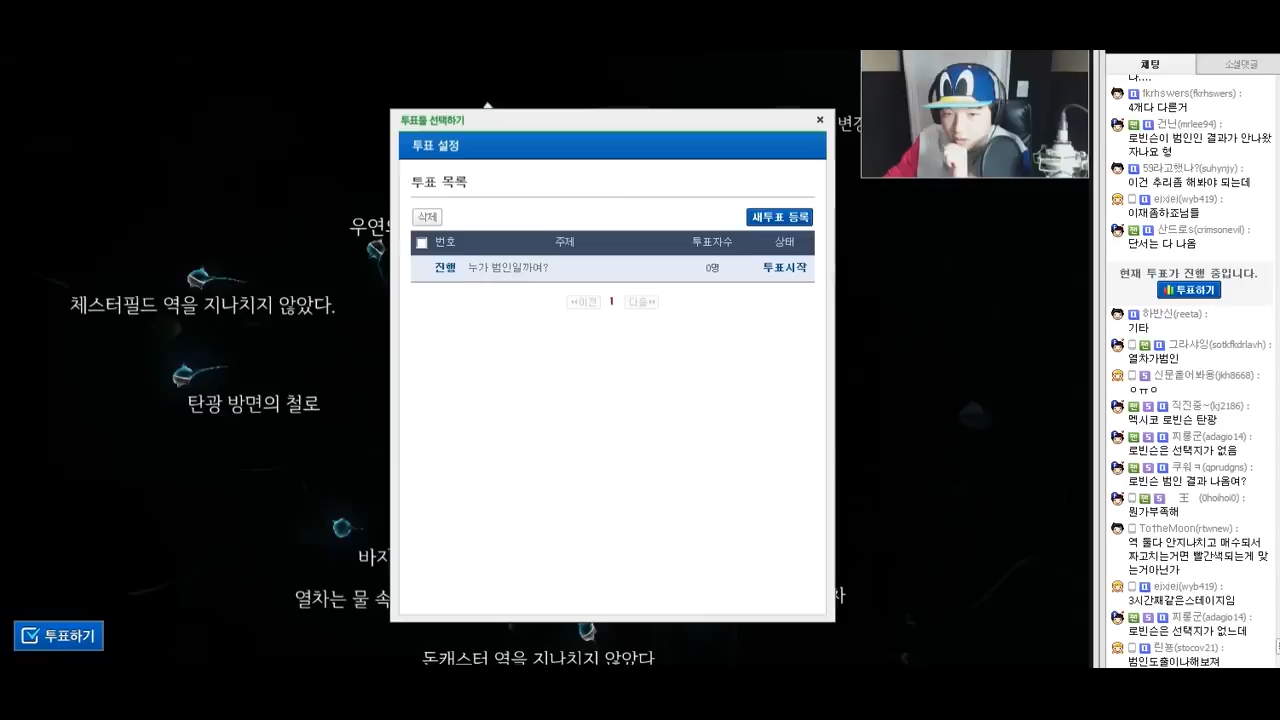 투표를 선택하기
투표 설정
투표 목록
삭제
새투표 등록
번호
주제
투표자수
상태
진행
누가 범인일까여?
0명
투표시작
이전
1
다음
체스터필드 역을 지나치지 않았다.
탄광 방면의 철로
열차는 물 속
돈캐스터 역을 지나치지 않았다
투표하기
채팅
소셜댓글
fkrhswers(fkrhswers) :
4개다 다른거
건닌(mrlee94) :
로빈슨이 범인인 결과가 안나왓
자나요 형
59라고했나?(suhynjy) :
이건 추리좀 해봐야 되는데
ejxjej(wyb419) :
이재좀하죠님들
산드로s(crimsonevil) :
단서는 다 나옴
현재 투표가 진행 중입니다.
투표하기
하반신(reeta) :
기타
그라샤잉(sotkfkdrlavh) :
열차가범인
신문흝어봐용(jkh8668) :
ㅇㅠㅇ
직진중~(kj2186) :
멕시코 로빈슨 탄광
찌롱군(adagio14) :
로빈슨은 선택지가 없음
쿠워ㅋ(qprudgns) :
로빈슨 범인 결과 나옴여?
王 (0hoihoi0) :
뭔가부족해
ToтheMoon(rtwnew) :
역 둘다 안지나치고 매수되서
짜고치는거면 빨간색되는게 맞
는거아닌가
ejxjej(wyb419) :
3시간째같은스테이지임
찌롱군(adagio14) :
로빈슨은 선택지가 없느데
린뿅(stocov21) :
범인도출이나해보져